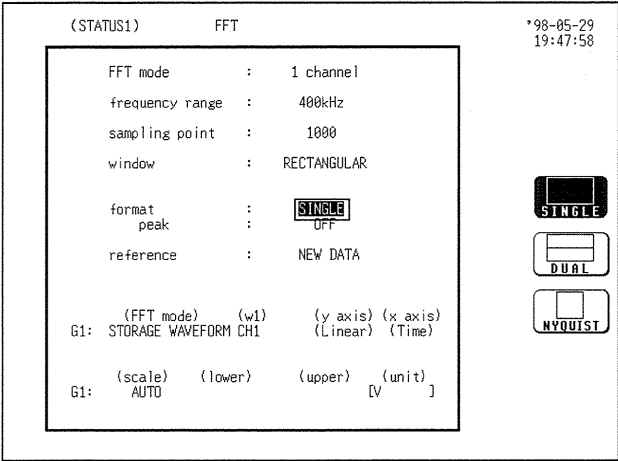 (STATUS1) FFT '98-05-29
19:47:58
FFT mode : 1 channel
frequency range : 400kHz
sampling point : 1000
window : RECTANGULAR
format : SINGLE
peak : OFF
reference : NEW DATA
(FFT mode) (w1) (y axis) (x axis)
G1: STORAGE WAVEFORM CH1 (Linear) (Time)
(scale) (lower) (upper) (unit)
G1: AUTO [V ]
SINGLE
DUAL
NYQUIST